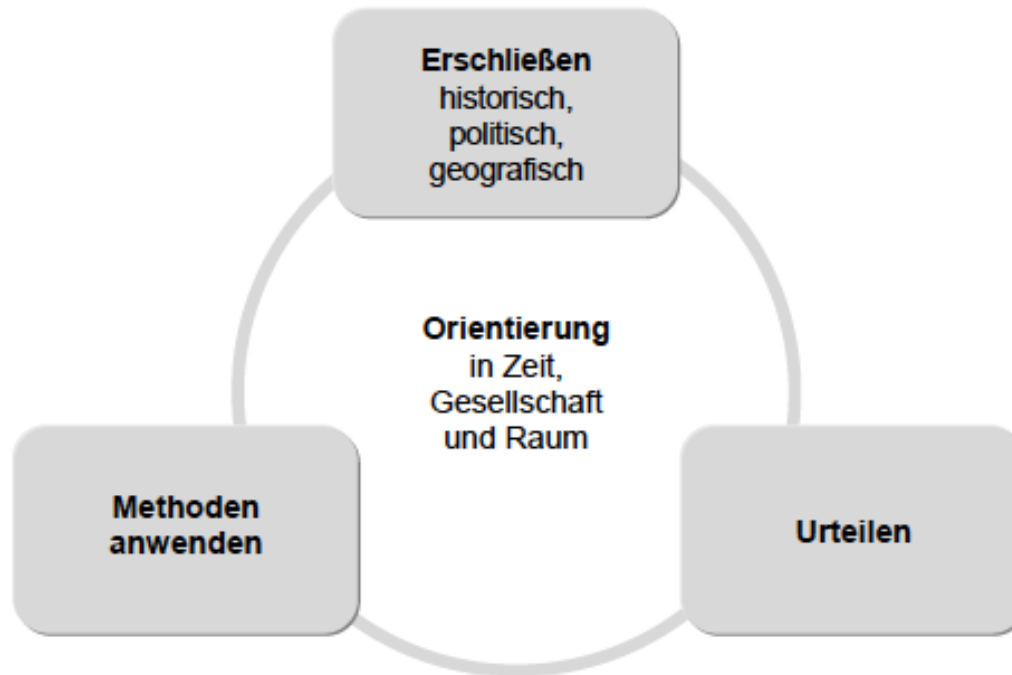 Erschließen
historisch,
politisch,
geografisch
Orientierung
in Zeit,
Gesellschaft
und Raum
Methoden
anwenden
Urteilen